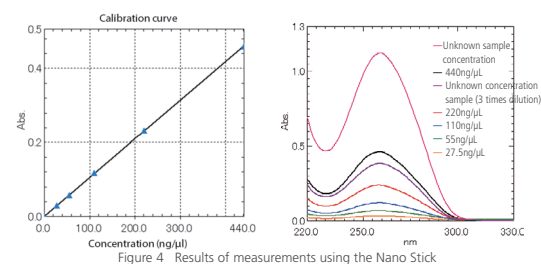 Calibration curve
0.5
0.4
0.2
0.0
Abs.
0.0 100.0 200.0 300.0 440.0
Concentration (ng/µl)
1.3
1.0
0.5
0.0
Abs.
Unknown sample concentration
440ng/µL
Unknown concentration sample (3 times dilution)
220ng/µL
110ng/µL
55ng/µL
27.5ng/µL
220.0 250.0 300.0 330.0
nm
Figure 4 Results of measurements using the Nano Stick